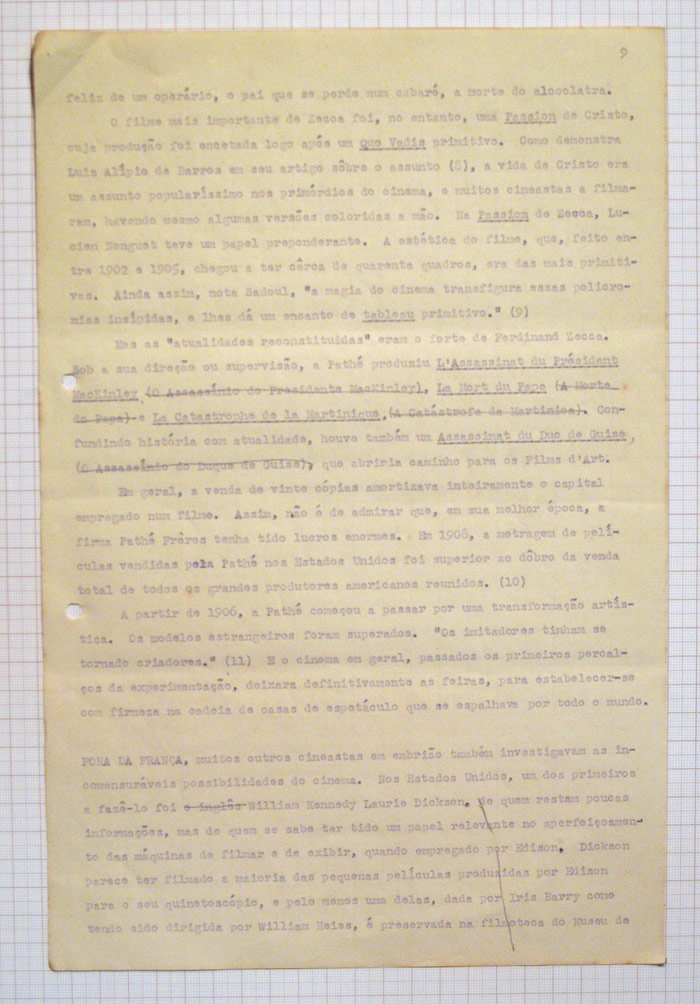 9
feliz de um operário, o pai que se perde num cabaré, a morte do alcoolatra.
O filme mais importante de Zecca foi, no entanto, uma Passion de Cristo,
cuja produção foi encetada logo após um Quo Vadis primitivo. Como demonstra
Luiz Alípio de Barros em seu artigo sôbre o assunto (8), a vida de Cristo era
um assunto popularíssimo nos primórdios do cinema, e muitos cineastas a filma-
ram, havendo mesmo algumas versões coloridas a mão. Na Passion de Zecca, Lu-
cien Nonguet teve um papel preponderante. A estética do filme, que, feito en-
tre 1902 e 1905, chegou a ter cêrca de quarenta quadros, era das mais primiti-
vas. Ainda assim, nota Sadoul, "a magia do cinema transfigura essas policro-
mias insípidas, e lhes dá um encanto de tableau primitivo." (9)
Mas as "atualidades reconstituidas" eram o forte de Ferdinand Zecca.
Sob a sua direção ou supervisão, a Pathé produziu L'Assassinat du Président
MacKinley (O Assassínio do Presidente MacKinley), La Mort du Pape (A Morte
do Papa) e La Catastrophe de la Martinique, (A Catástrofe da Martinica). Con-
fundindo história com atualidade, houve também um Assassinat du Duc de Guise,
(O Assassínio do Duque de Guise), que abriria caminho para os Films d'Art.
Em geral, a venda de vinte cópias amortizava inteiramente o capital
empregado num filme. Assim, não é de admirar que, em sua melhor época, a
firma Pathé Frères tenha tido lucros enormes. Em 1908, a metragem de pelí-
culas vendidas pela Pathé nos Estados Unidos foi superior ao dôbro da venda
total de todos os grandes produtores americanos reunidos. (10)
A partir de 1906, a Pathé começou a passar por uma transformação artís-
tica. Os modelos estrangeiros foram superados. "Os imitadores tinham se
tornado criadores." (11) E o cinema em geral, passados os primeiros percal-
ços da experimentação, deixara definitivamente as feiras, para estabelecer-se
com firmeza na cadeia de casas de espetáculo que se espalhava por todo o mundo.
FORA DA FRANÇA, muitos outros cineastas em embrião também investigavam as in-
comensuráveis possibilidades do cinema. Nos Estados Unidos, um dos primeiros
a fazê-lo foi o inglês William Kennedy Laurie Dickson, de quem restam poucas
informações, mas de quem se sabe ter tido um papel relevante no aperfeiçoamen-
to das máquinas de filmar e de exibir, quando empregado por Edison. Dickson
parece ter filmado a maioria das pequenas películas produzidas por Edison
para o seu quinetoscópio, e pelo menos uma delas, dada por Iris Barry como
tendo sido dirigida por William Heise, é preservada na filmoteca do Museu de